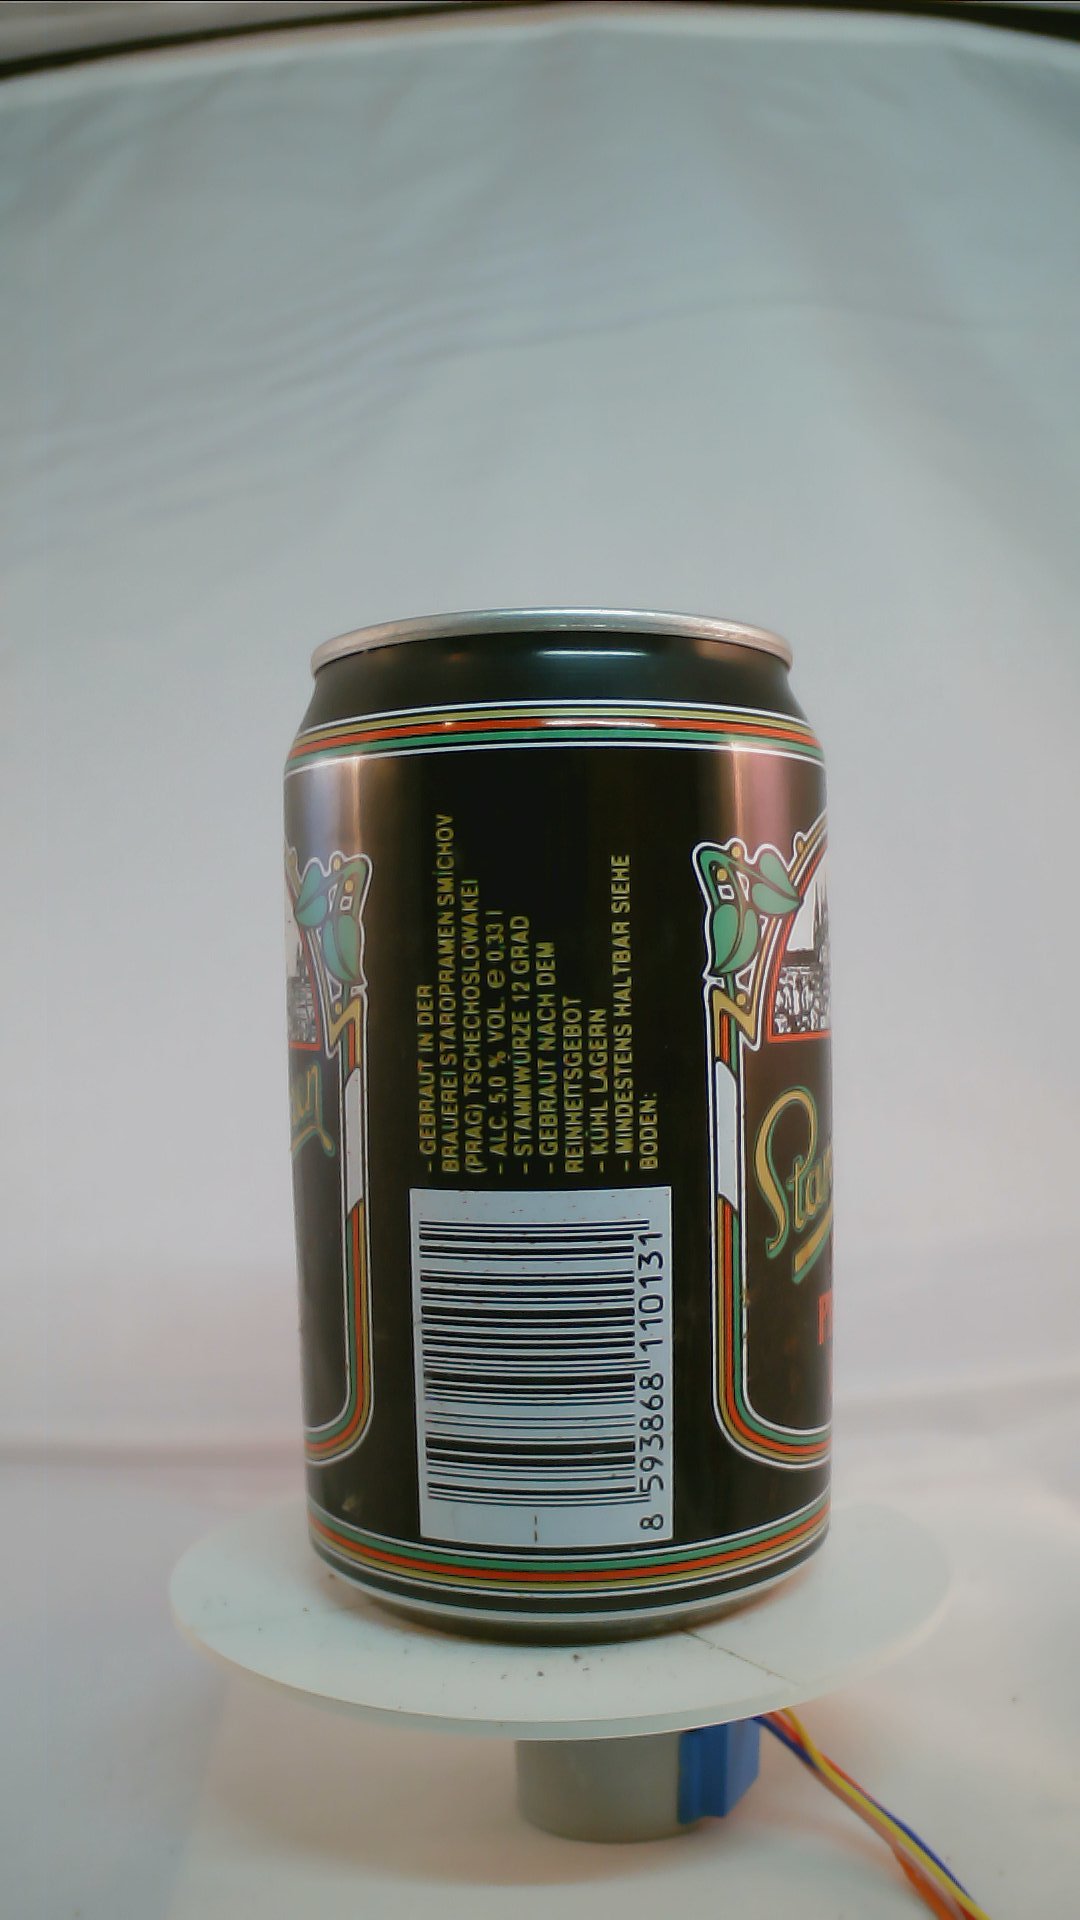 - GEBRAUT IN DER
BRAUEREI STAROPRAMEN SMÍCHOV
(PRAG) TSCHECHOSLOWAKEI
- ALC. 5,0 % VOL. e 0,33 l
- STAMMWÜRZE 12 GRAD
- GEBRAUT NACH DEM
REINHEITSGEBOT
- KÜHL LAGERN
- MINDESTENS HALTBAR SIEHE
BODEN:
8 593868 110131